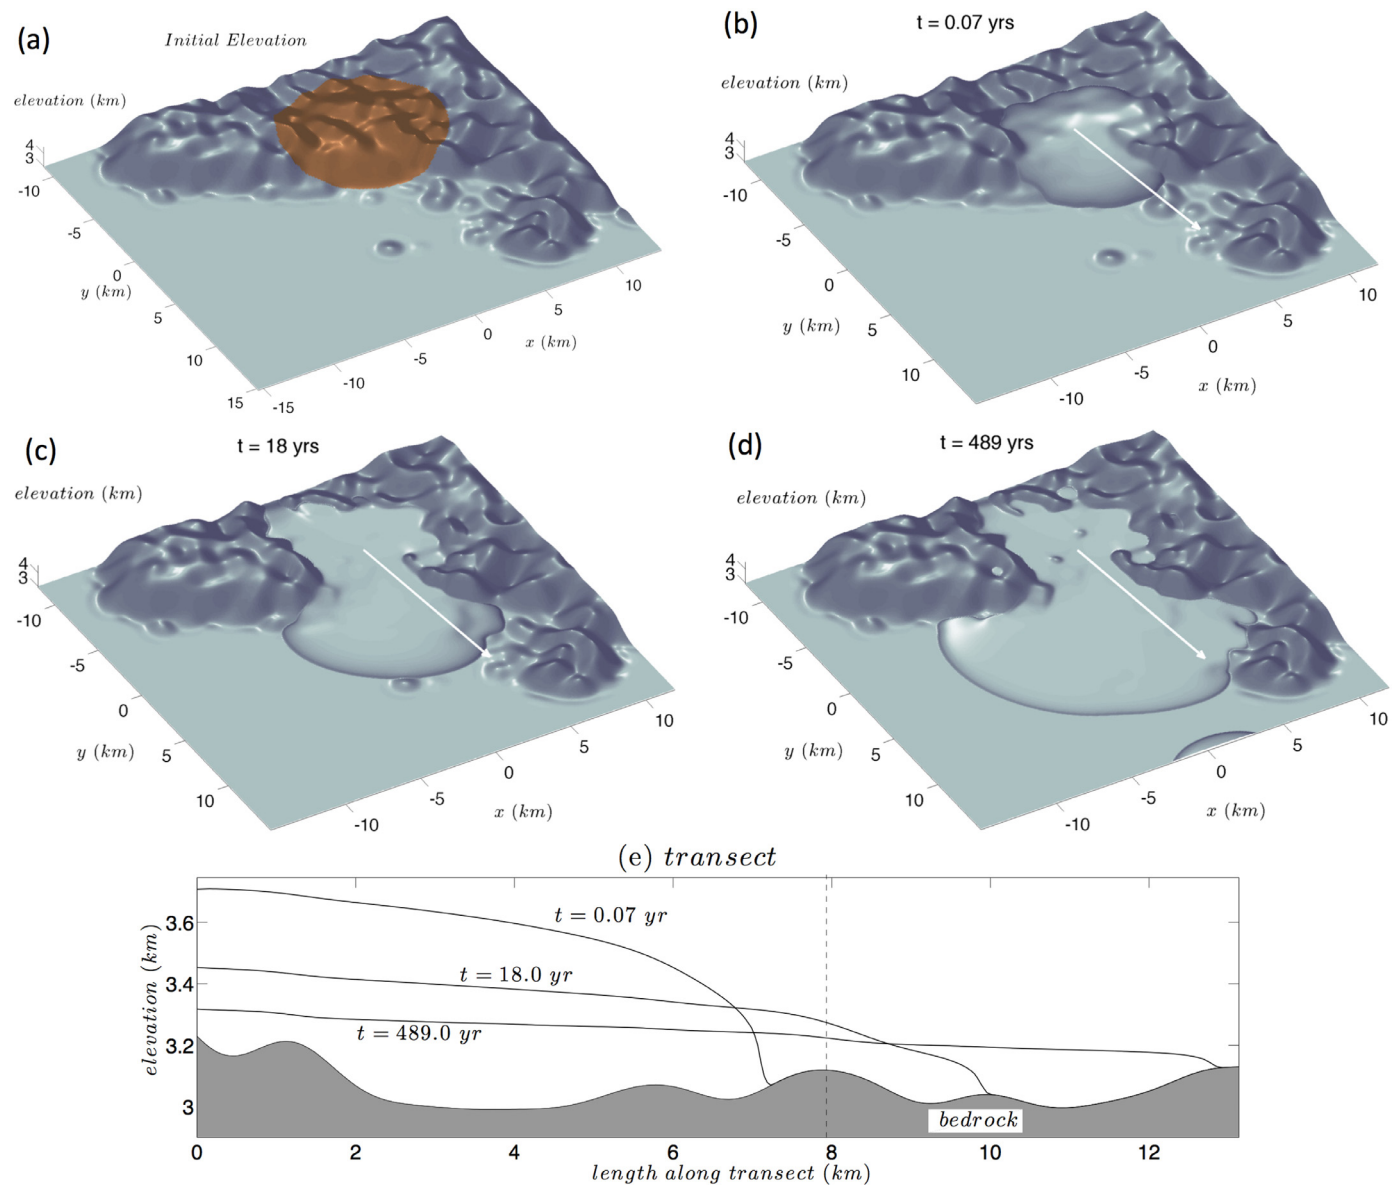 (a)
Initial Elevation
elevation (km)
4
3
-10
-5
0
y (km)
5
10
15
-15
-10
-5
0
5
10
x (km)
(b)
t = 0.07 yrs
elevation (km)
4
3
-10
-5
0
y (km)
5
10
-10
-5
0
5
10
x (km)
(c)
t = 18 yrs
elevation (km)
4
3
-10
-5
0
y (km)
5
10
-10
-5
0
5
10
x (km)
(d)
t = 489 yrs
elevation (km)
4
3
-10
-5
0
y (km)
5
10
-10
-5
0
5
10
x (km)
(e) transect
elevation (km)
3.6
3.4
3.2
3
t = 0.07 yr
t = 18.0 yr
t = 489.0 yr
bedrock
0 2 4 6 8 10 12
length along transect (km)